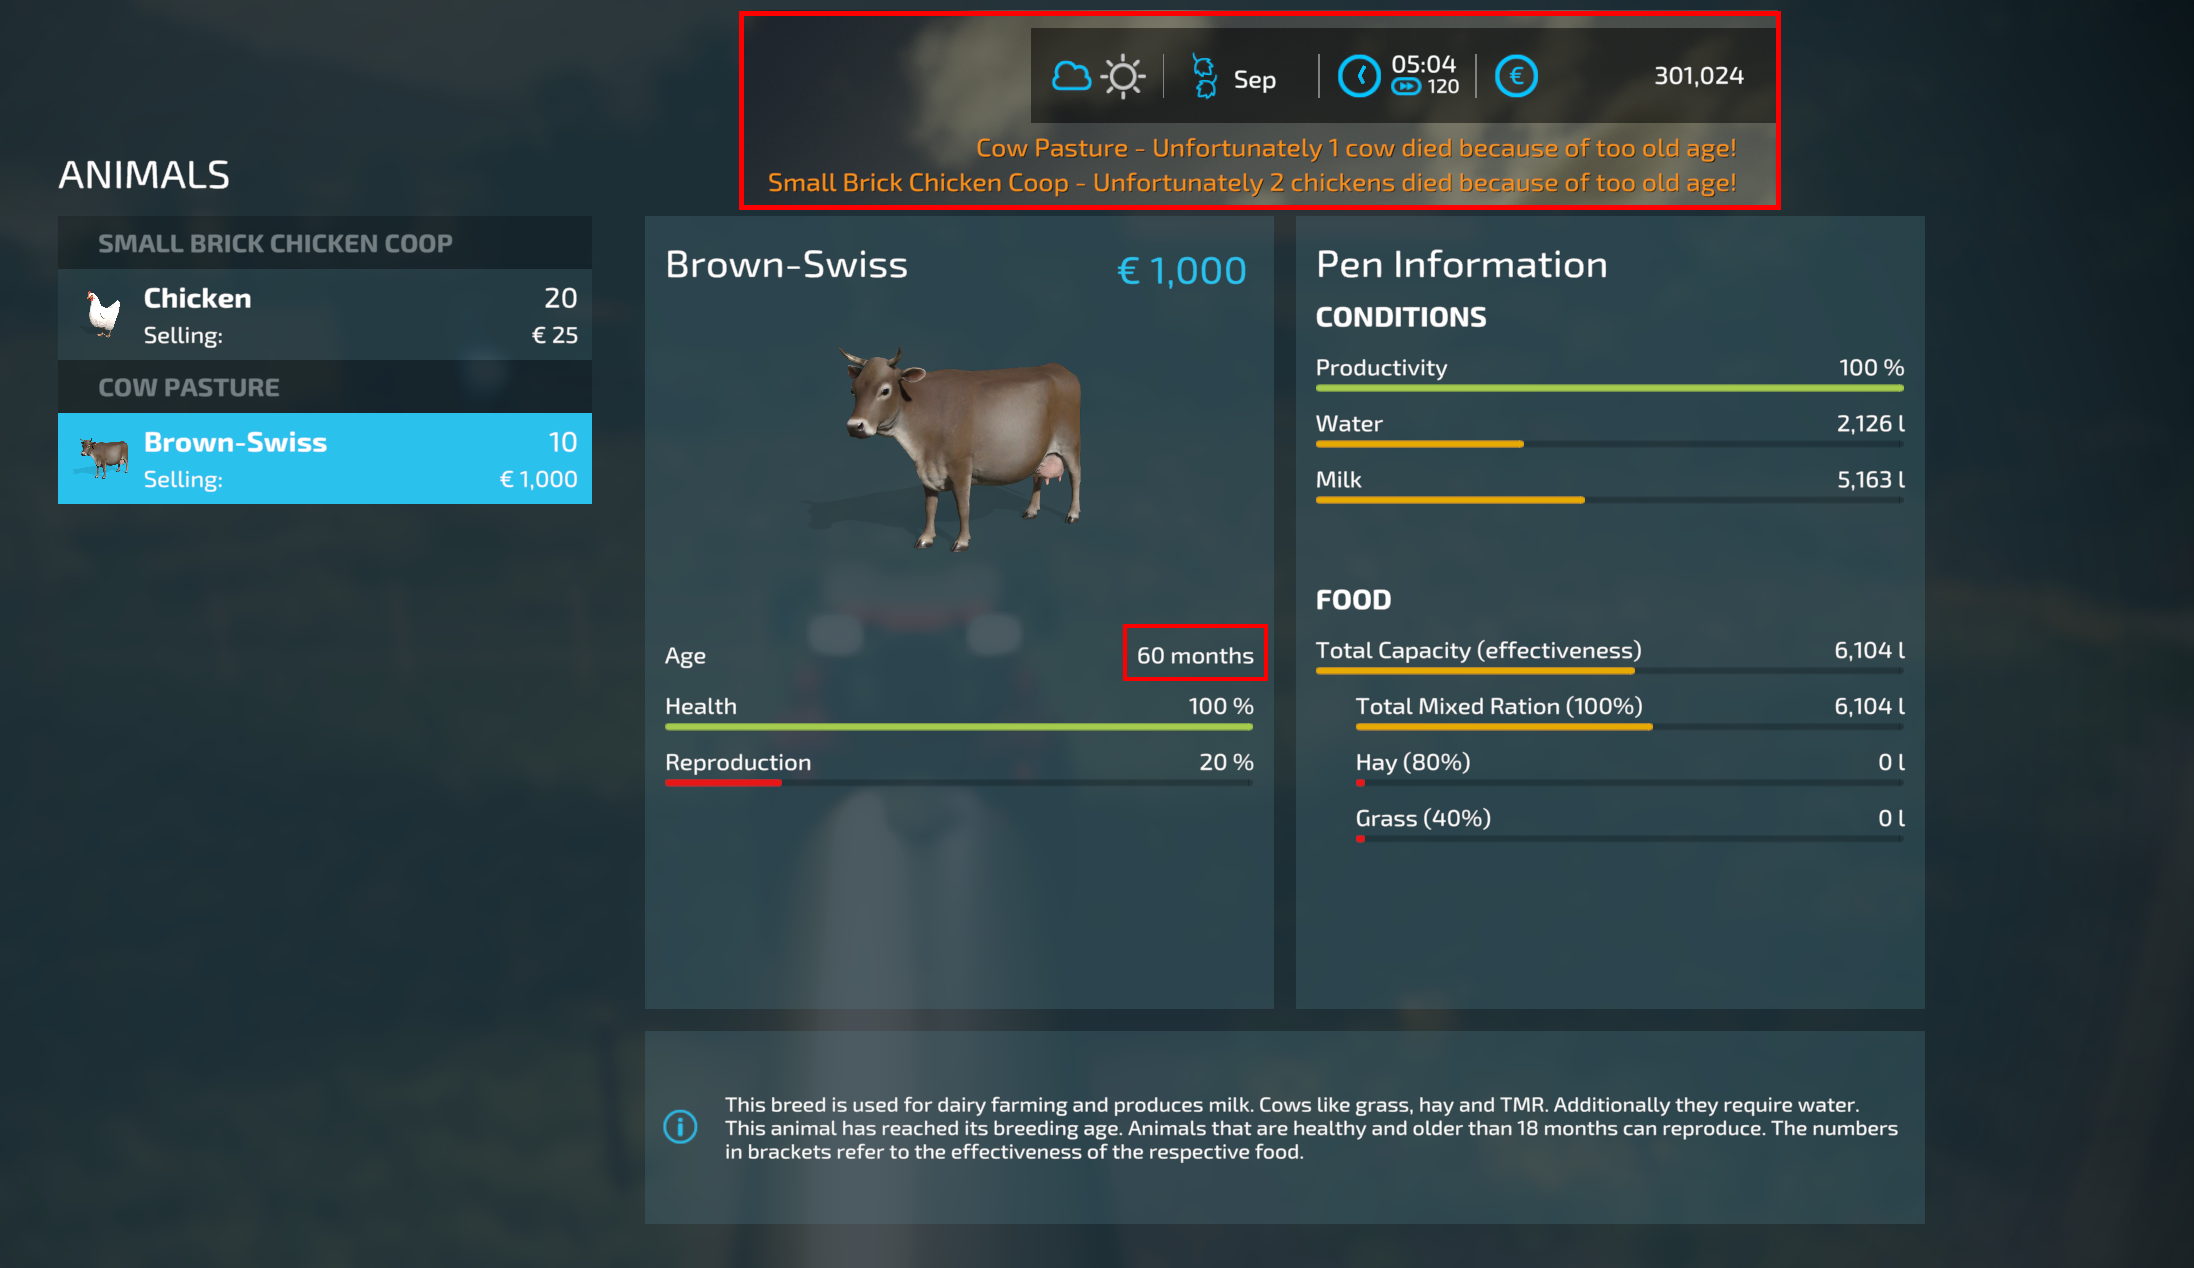 Sep
05:04
120
€
301,024
Cow Pasture - Unfortunately 1 cow died because of too old age!
Small Brick Chicken Coop - Unfortunately 2 chickens died because of too old age!
ANIMALS
SMALL BRICK CHICKEN COOP
Chicken 20
Selling: € 25
COW PASTURE
Brown-Swiss 10
Selling: € 1,000
Brown-Swiss € 1,000
Age 60 months
Health 100 %
Reproduction 20 %
Pen Information
CONDITIONS
Productivity 100 %
Water 2,126 l
Milk 5,163 l
FOOD
Total Capacity (effectiveness) 6,104 l
Total Mixed Ration (100%) 6,104 l
Hay (80%) 0 l
Grass (40%) 0 l
This breed is used for dairy farming and produces milk. Cows like grass, hay and TMR. Additionally they require water.
This animal has reached its breeding age. Animals that are healthy and older than 18 months can reproduce. The numbers
in brackets refer to the effectiveness of the respective food.